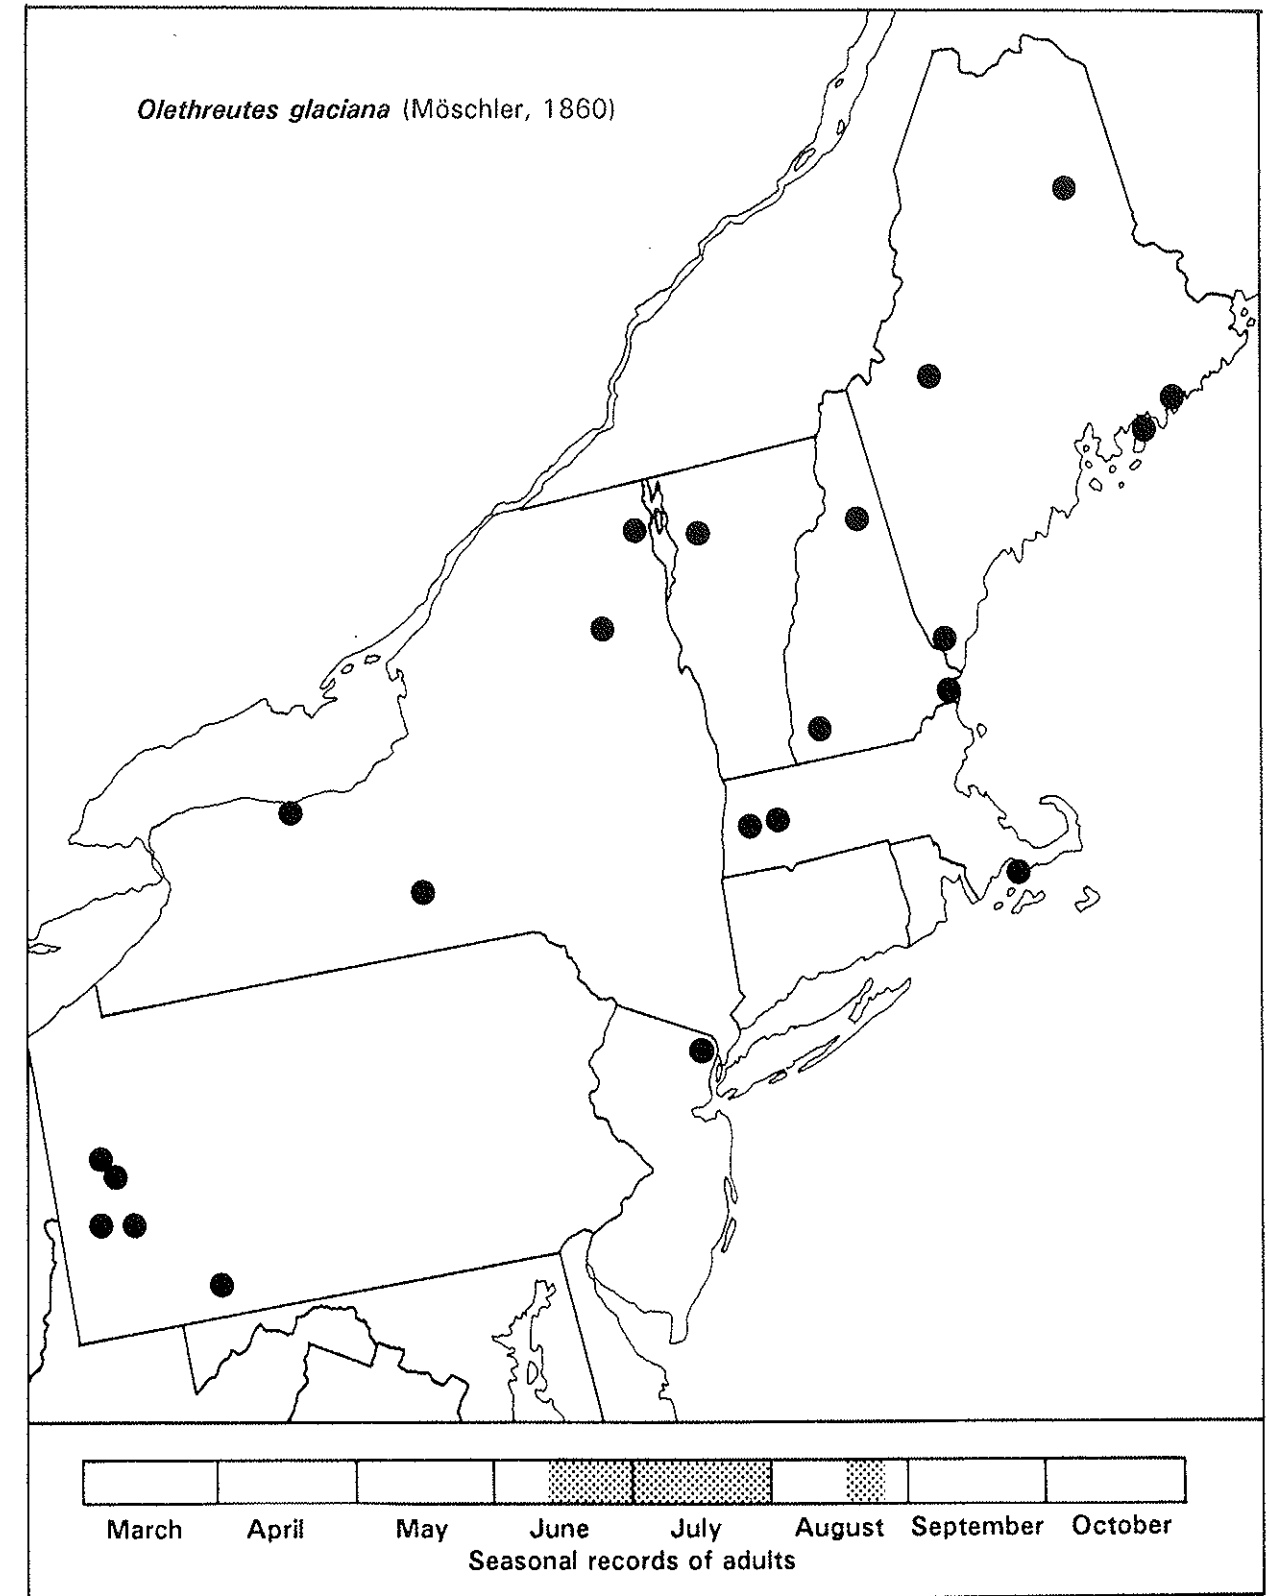 Olethreutes glaciana (Möschler, 1860)
March April May June July August September October
Seasonal records of adults